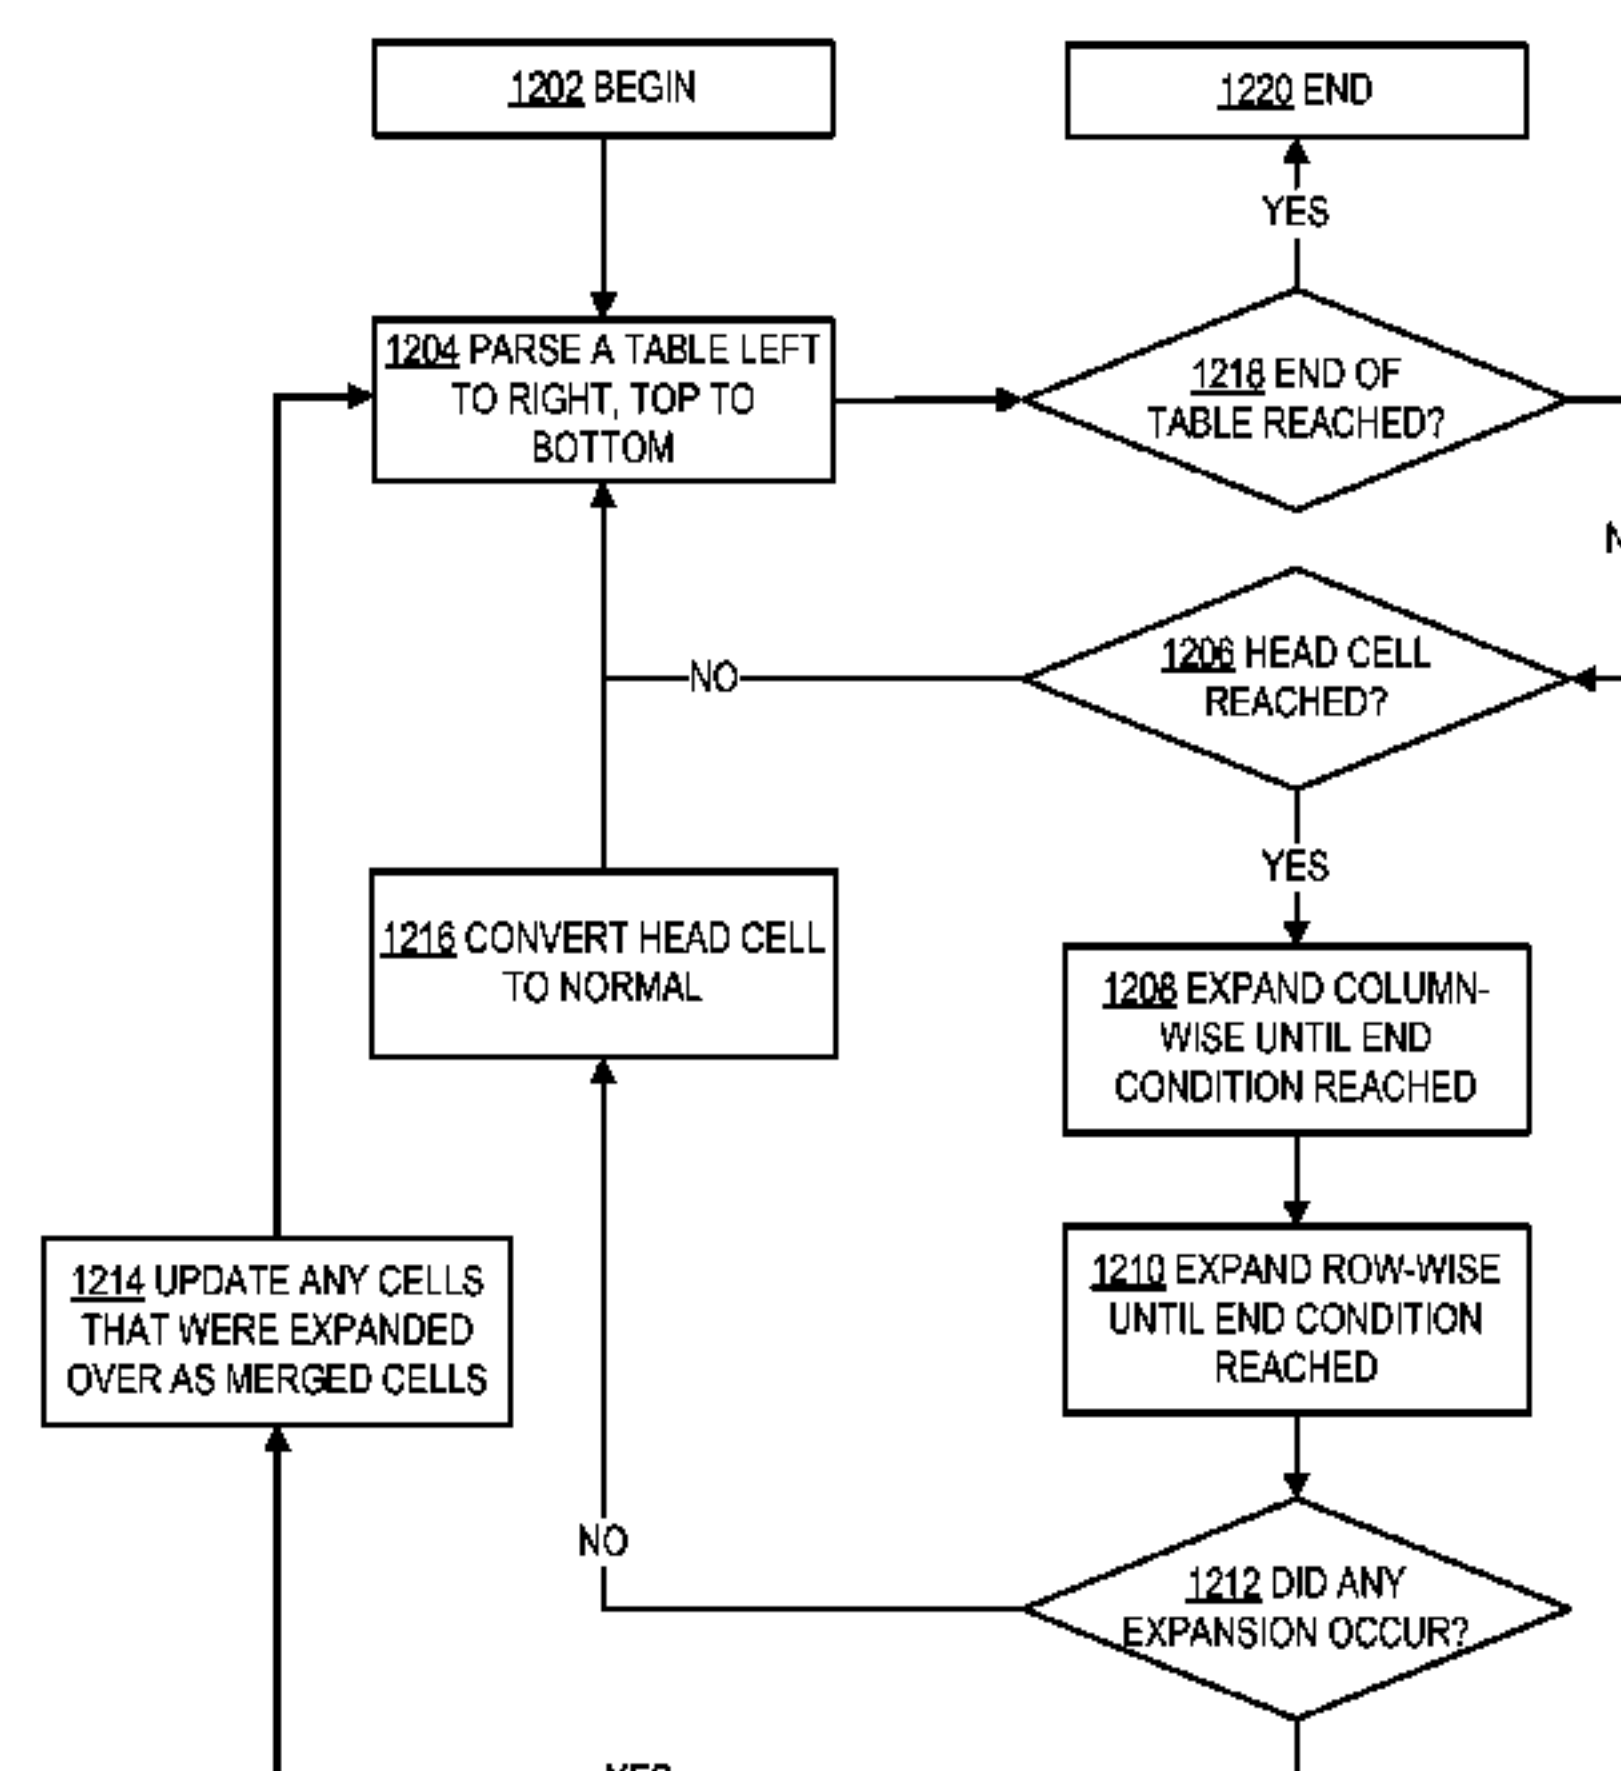 1202 BEGIN
1220 END
YES
1204 PARSE A TABLE LEFT
TO RIGHT, TOP TO
BOTTOM
1218 END OF
TABLE REACHED?
1206 HEAD CELL
REACHED?
NO
YES
1216 CONVERT HEAD CELL
TO NORMAL
1208 EXPAND COLUMN-
WISE UNTIL END
CONDITION REACHED
1214 UPDATE ANY CELLS
THAT WERE EXPANDED
OVER AS MERGED CELLS
1210 EXPAND ROW-WISE
UNTIL END CONDITION
REACHED
NO
1212 DID ANY
EXPANSION OCCUR?